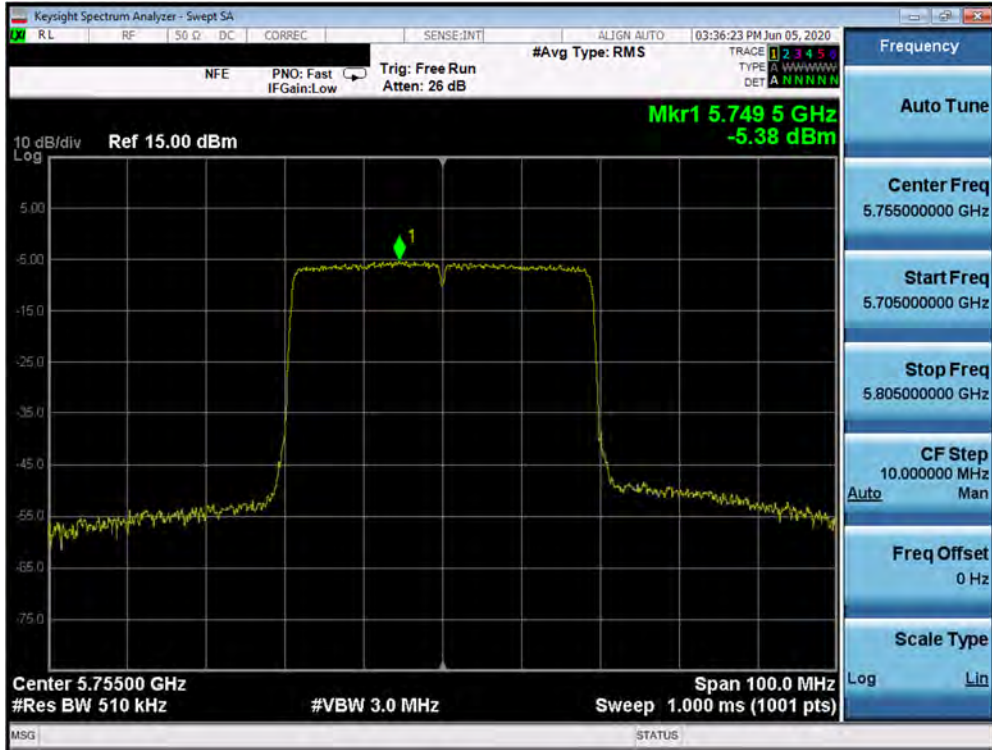 Keysight Spectrum Analyzer - Swept SA
LXI RL RF 50 Ω DC CORREC SENSE:INT ALIGN AUTO 03:36:23 PM Jun 05, 2020
#Avg Type: RMS TRACE 1 2 3 4 5 6
NFE PNO: Fast Trig: Free Run TYPE A WWWWW
IFGain:Low Atten: 26 dB DET A N N N N N
Mkr1 5.749 5 GHz
-5.38 dBm
10 dB/div Ref 15.00 dBm
Log
1
5.00
-5.00
-15.0
-25.0
-35.0
-45.0
-55.0
-65.0
-75.0
Center 5.75500 GHz Span 100.0 MHz
#Res BW 510 kHz #VBW 3.0 MHz Sweep 1.000 ms (1001 pts)
MSG STATUS
Frequency
Auto Tune
Center Freq
5.755000000 GHz
Start Freq
5.705000000 GHz
Stop Freq
5.805000000 GHz
CF Step
10.000000 MHz
Auto Man
Freq Offset
0 Hz
Scale Type
Log Lin